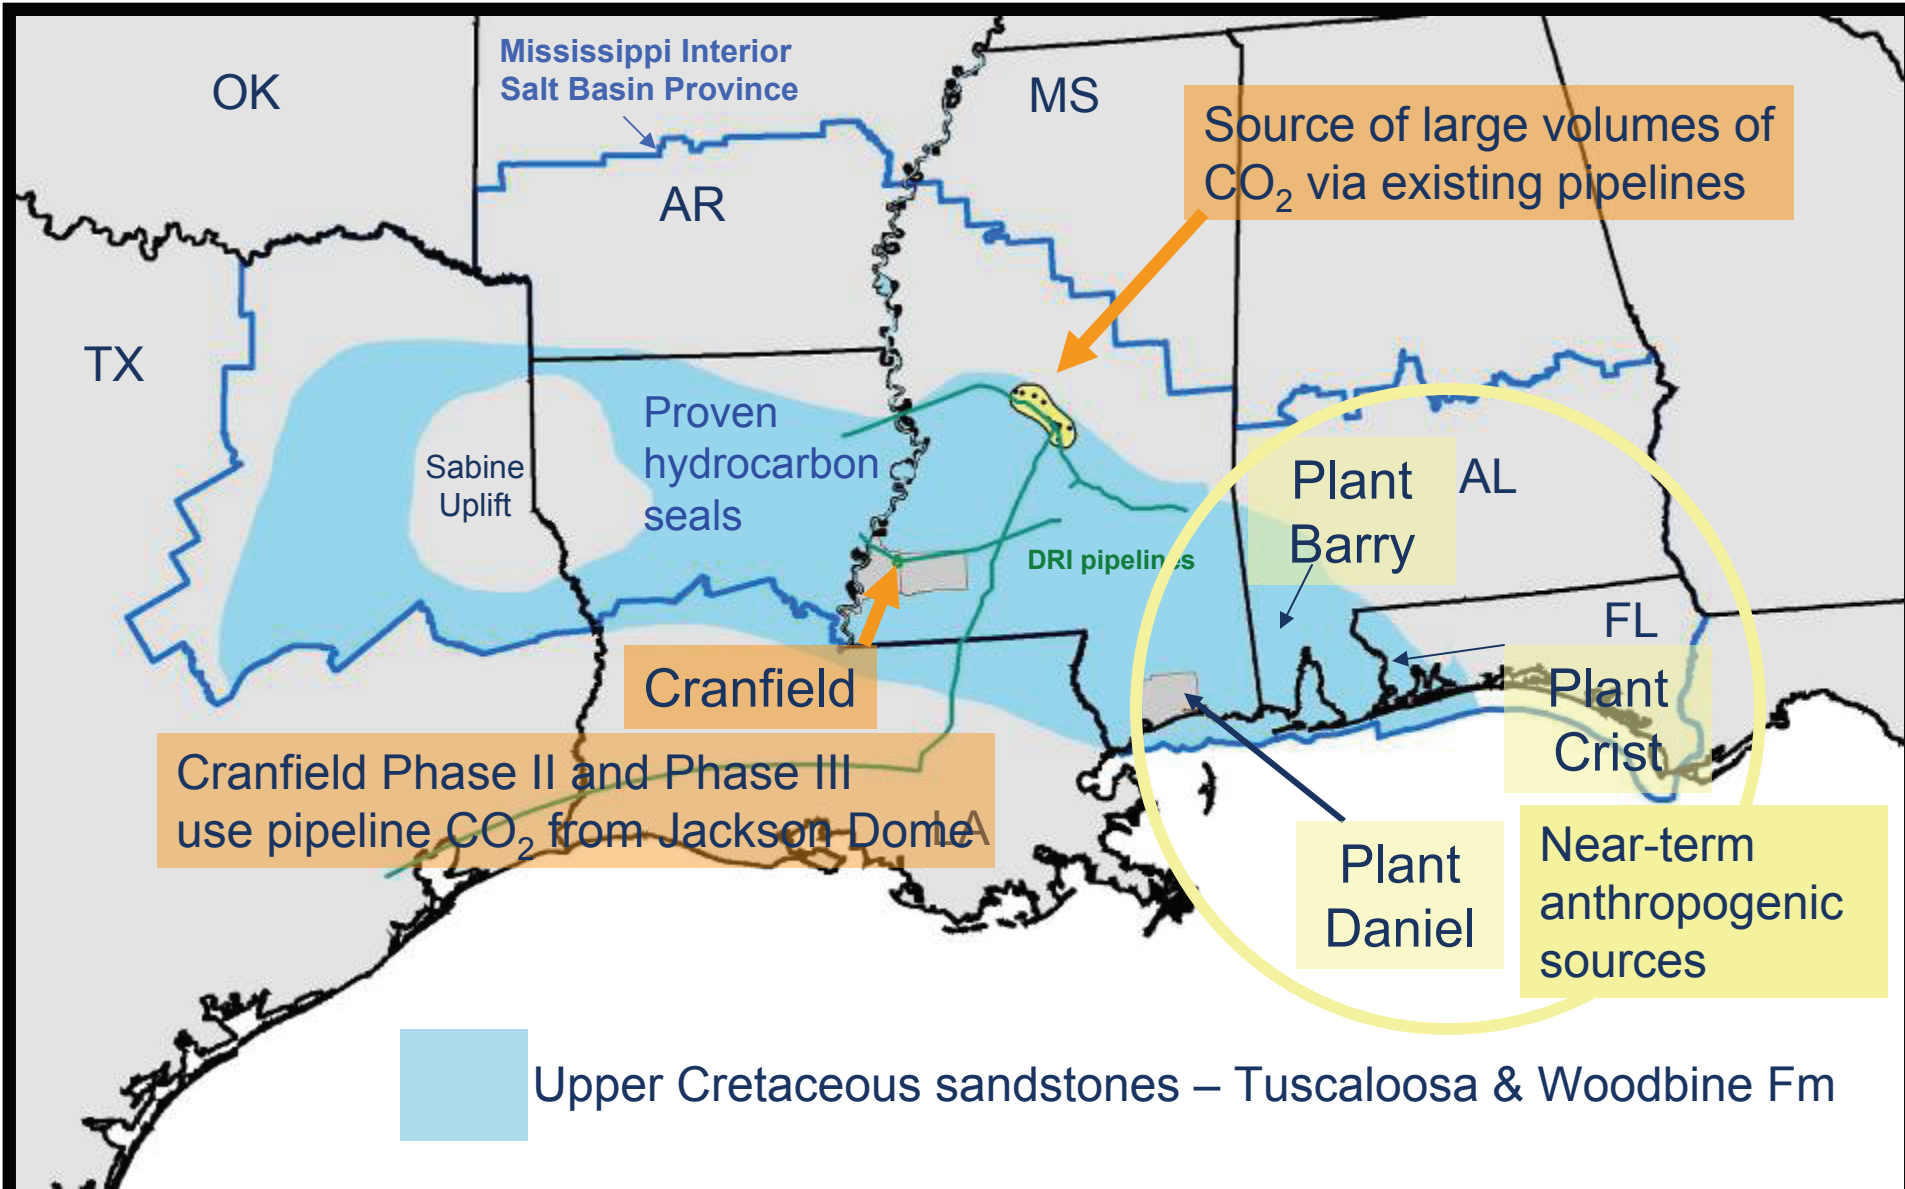 Mississippi Interior
Salt Basin Province
OK
MS
Source of large volumes of
CO₂ via existing pipelines
AR
TX
Proven
hydrocarbon
seals
Sabine
Uplift
Plant
Barry
AL
DRI pipelines
FL
Cranfield
Plant
Crist
Cranfield Phase II and Phase III
use pipeline CO₂ from Jackson Dome
LA
Plant
Daniel
Near-term
anthropogenic
sources
Upper Cretaceous sandstones – Tuscaloosa & Woodbine Fm